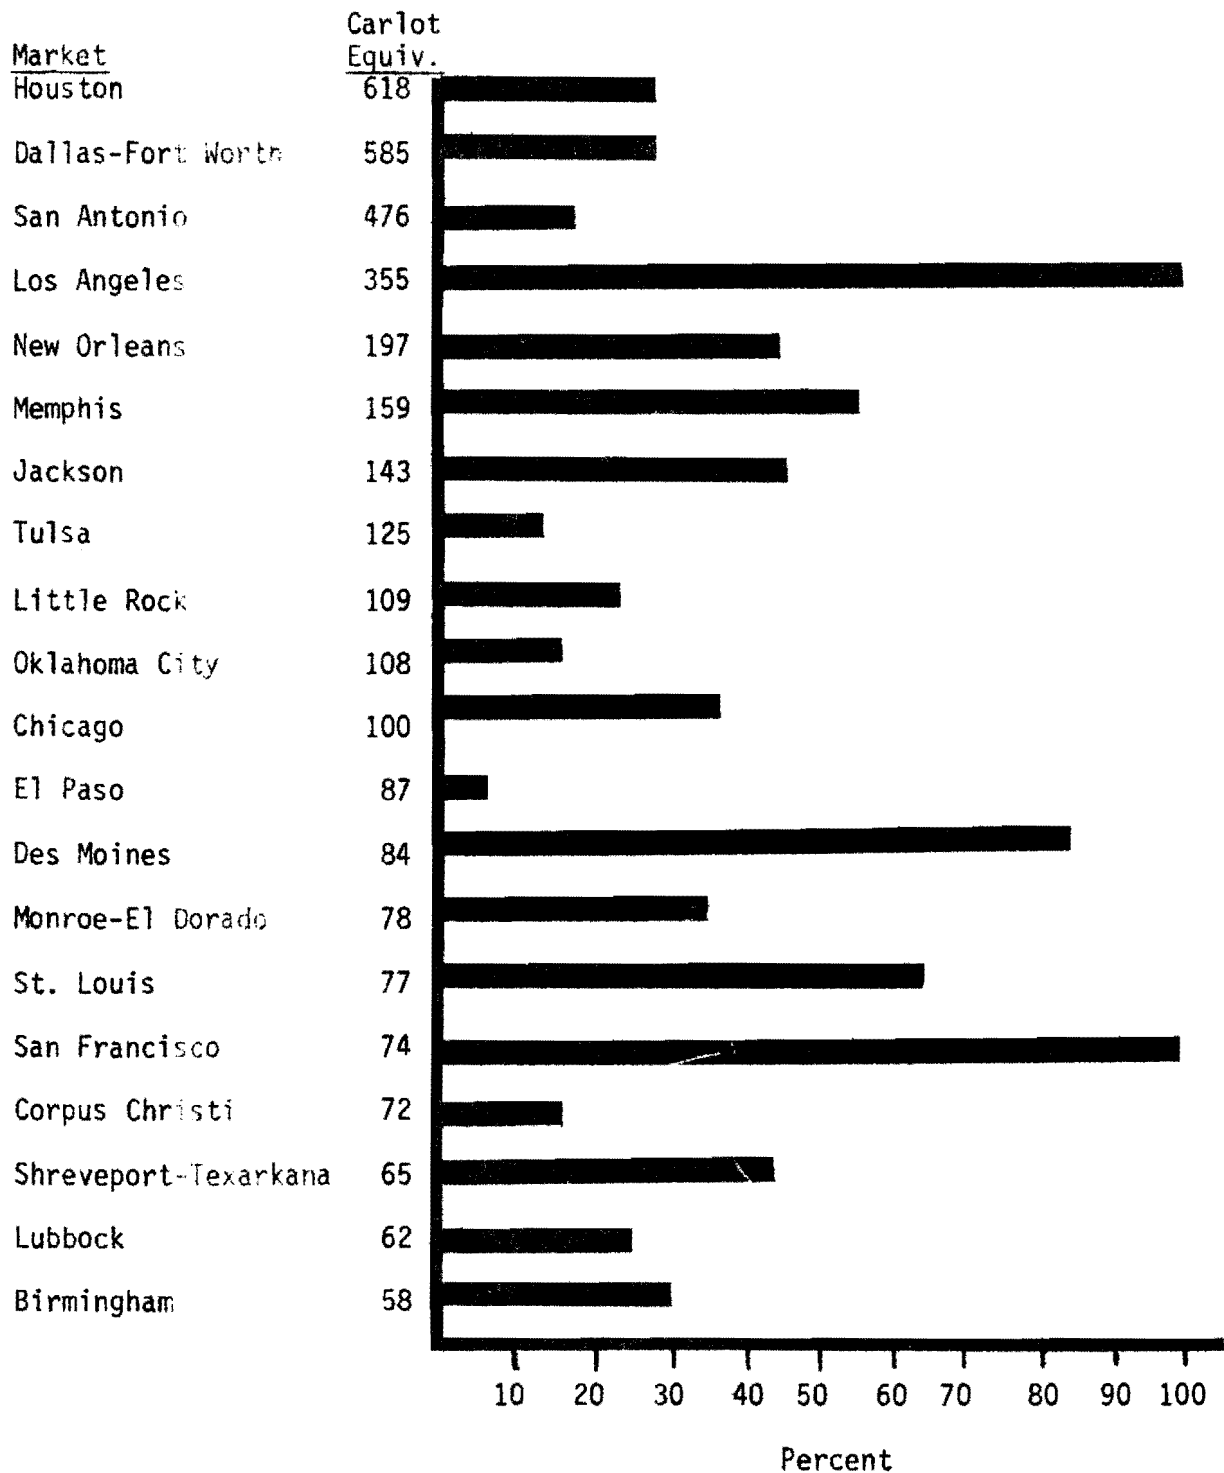 Carlot
Market Equiv.
Houston 618
Dallas-Fort Worth 585
San Antonio 476
Los Angeles 355
New Orleans 197
Memphis 159
Jackson 143
Tulsa 125
Little Rock 109
Oklahoma City 108
Chicago 100
El Paso 87
Des Moines 84
Monroe-El Dorado 78
St. Louis 77
San Francisco 74
Corpus Christi 72
Shreveport-Texarkana 65
Lubbock 62
Birmingham 58
10 20 30 40 50 60 70 80 90 100
Percent